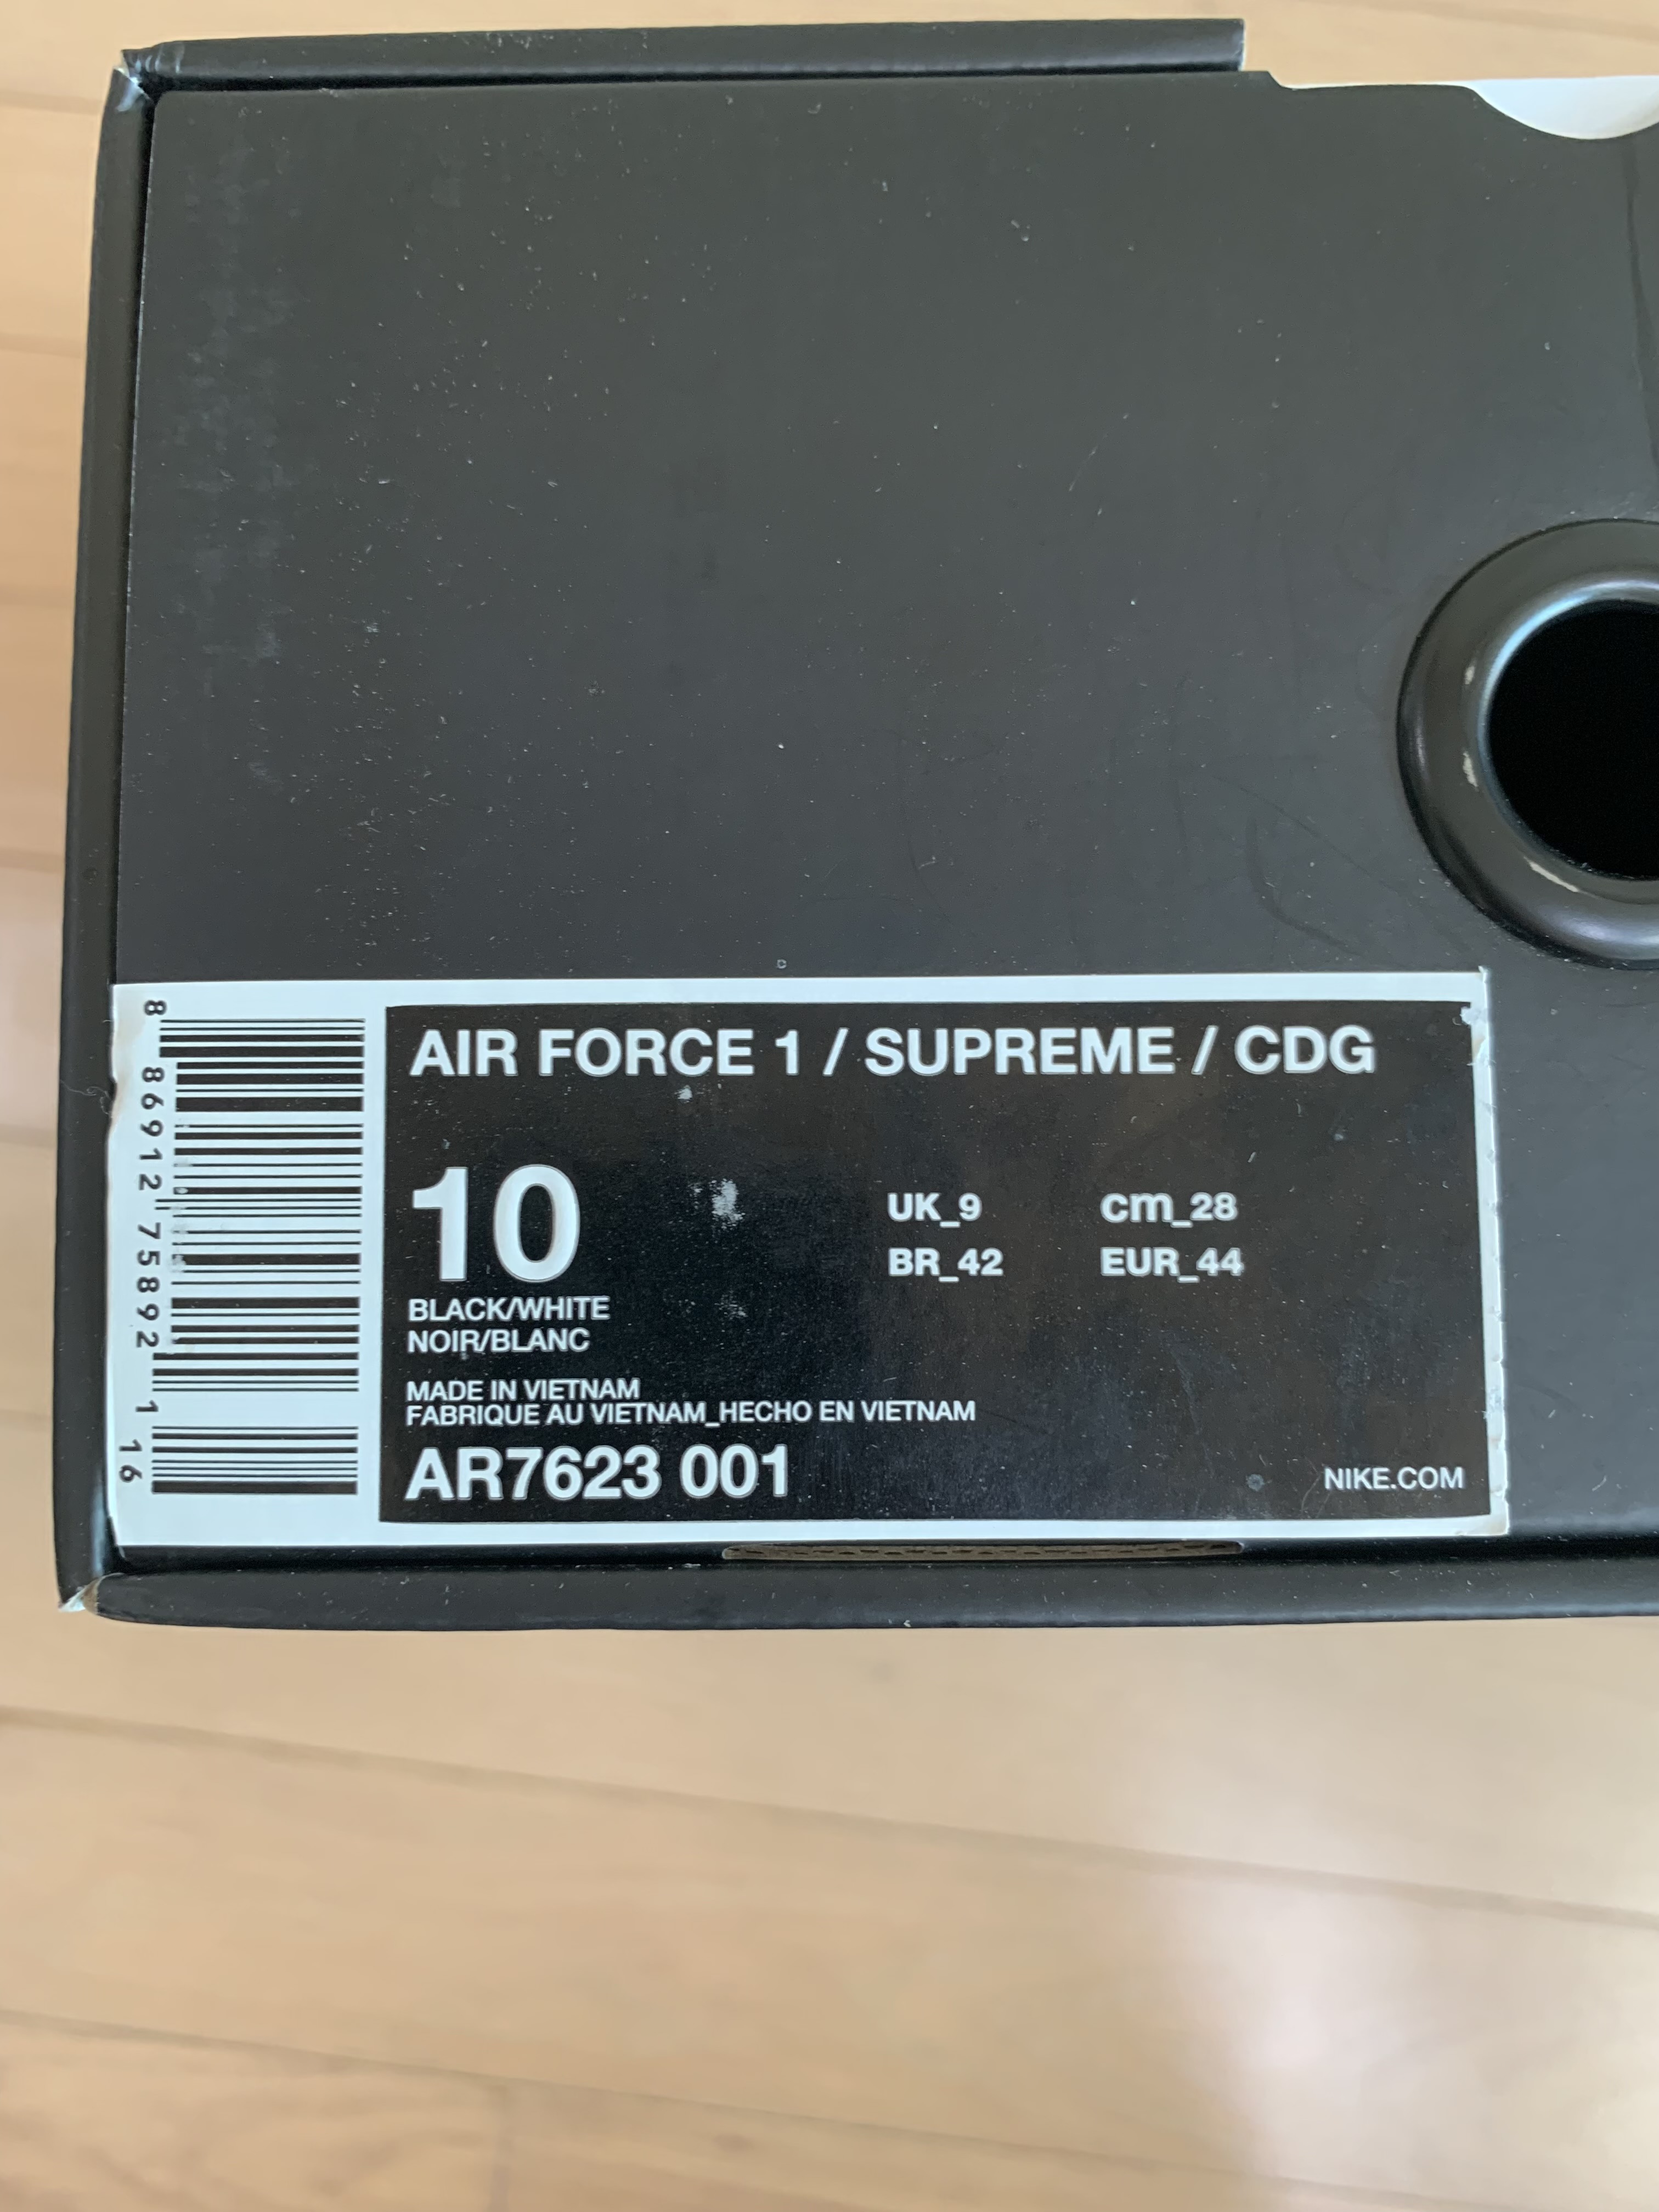 8 86912 75892 1 16
AIR FORCE 1 / SUPREME / CDG
10
UK_9 cm_28
BR_42 EUR_44
BLACK/WHITE
NOIR/BLANC
MADE IN VIETNAM
FABRIQUE AU VIETNAM_HECHO EN VIETNAM
AR7623 001
NIKE.COM